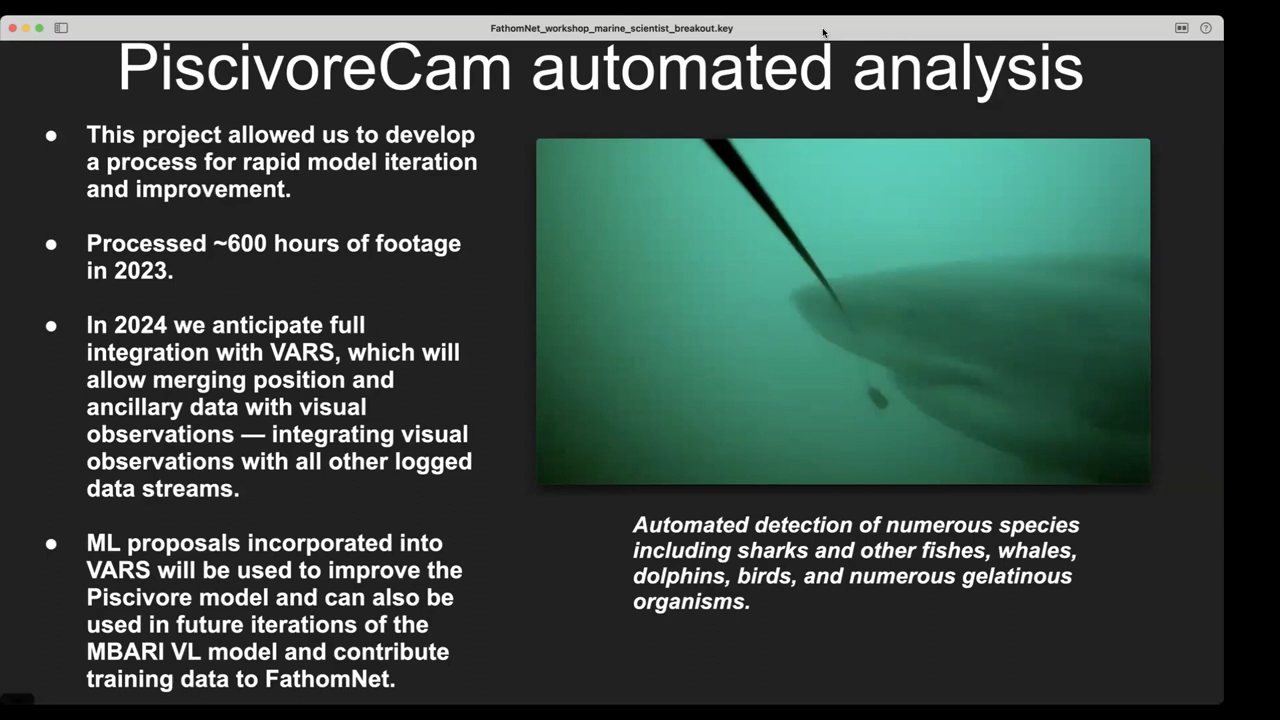 FathomNet_workshop_marine_scientist_breakout.key
PiscivoreCam automated analysis
● This project allowed us to develop
a process for rapid model iteration
and improvement.
● Processed ~600 hours of footage
in 2023.
● In 2024 we anticipate full
integration with VARS, which will
allow merging position and
ancillary data with visual
observations — integrating visual
observations with all other logged
data streams.
● ML proposals incorporated into
VARS will be used to improve the
Piscivore model and can also be
used in future iterations of the
MBARI VL model and contribute
training data to FathomNet.
Automated detection of numerous species
including sharks and other fishes, whales,
dolphins, birds, and numerous gelatinous
organisms.